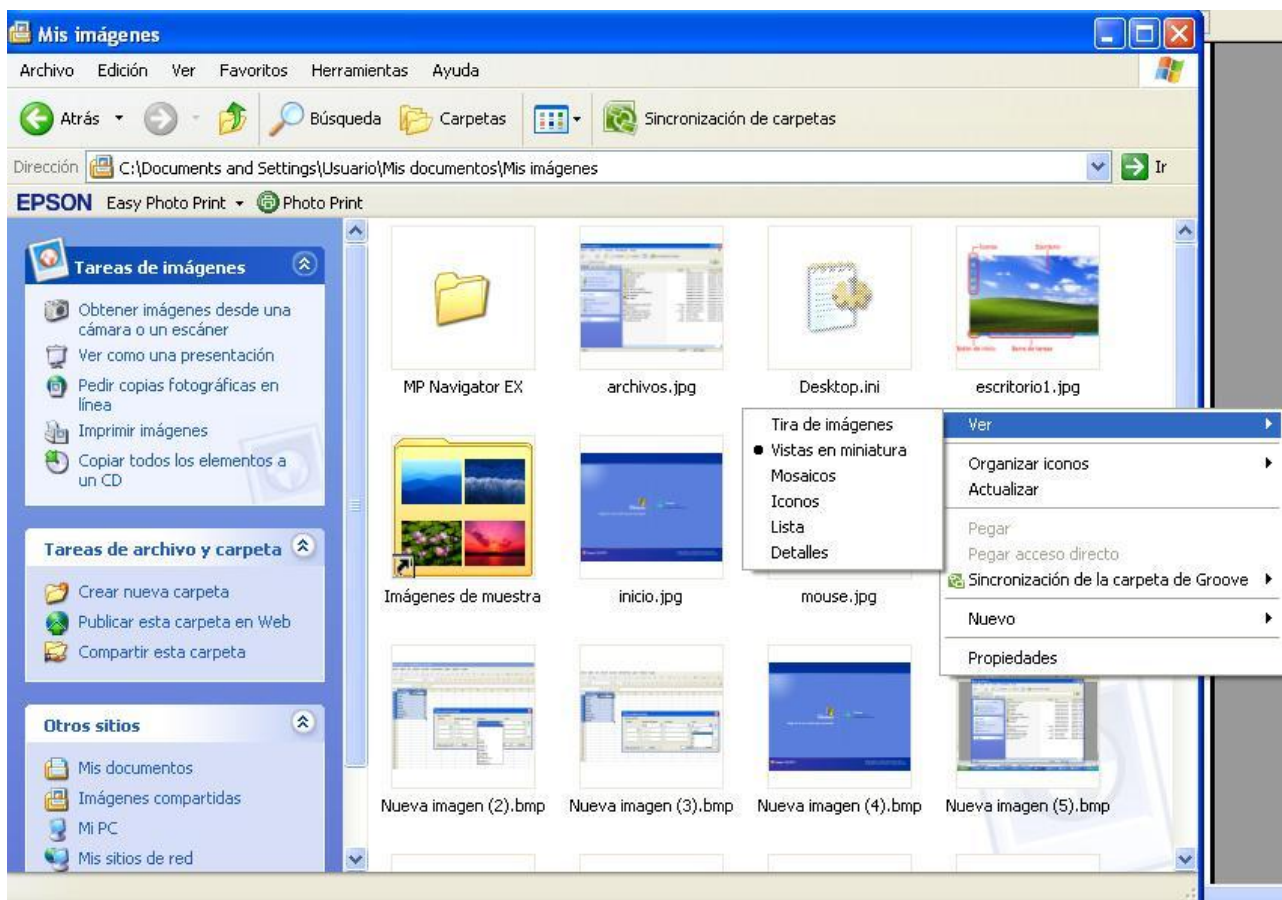 Mis imágenes
Archivo Edición Ver Favoritos Herramientas Ayuda
Atrás Búsqueda Carpetas Sincronización de carpetas
Dirección C:\Documents and Settings\Usuario\Mis documentos\Mis imágenes Ir
EPSON Easy Photo Print Photo Print
Tareas de imágenes
Obtener imágenes desde una
cámara o un escáner
Ver como una presentación
Pedir copias fotográficas en
línea
Imprimir imágenes
Copiar todos los elementos a
un CD
Tareas de archivo y carpeta
Crear nueva carpeta
Publicar esta carpeta en Web
Compartir esta carpeta
Otros sitios
Mis documentos
Imágenes compartidas
Mi PC
Mis sitios de red
MP Navigator EX archivos.jpg Desktop.ini escritorio1.jpg
Imágenes de muestra inicio.jpg mouse.jpg
Nueva imagen (2).bmp Nueva imagen (3).bmp Nueva imagen (4).bmp Nueva imagen (5).bmp
Tira de imágenes
Vistas en miniatura
Mosaicos
Iconos
Lista
Detalles
Ver
Organizar iconos
Actualizar
Pegar
Pegar acceso directo
Sincronización de la carpeta de Groove
Nuevo
Propiedades